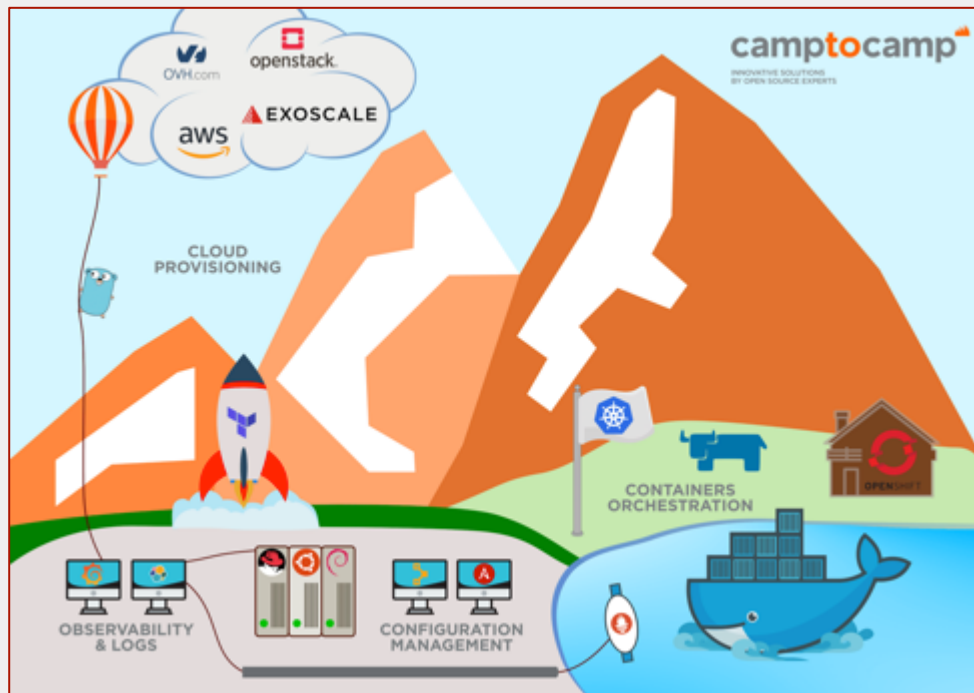 OVH.com
openstack.
EXOSCALE
aws
camptocamp
INNOVATIVE SOLUTIONS
BY OPEN SOURCE EXPERTS
CLOUD
PROVISIONING
CONTAINERS
ORCHESTRATION
OPENSHIFT
OBSERVABILITY
& LOGS
CONFIGURATION
MANAGEMENT